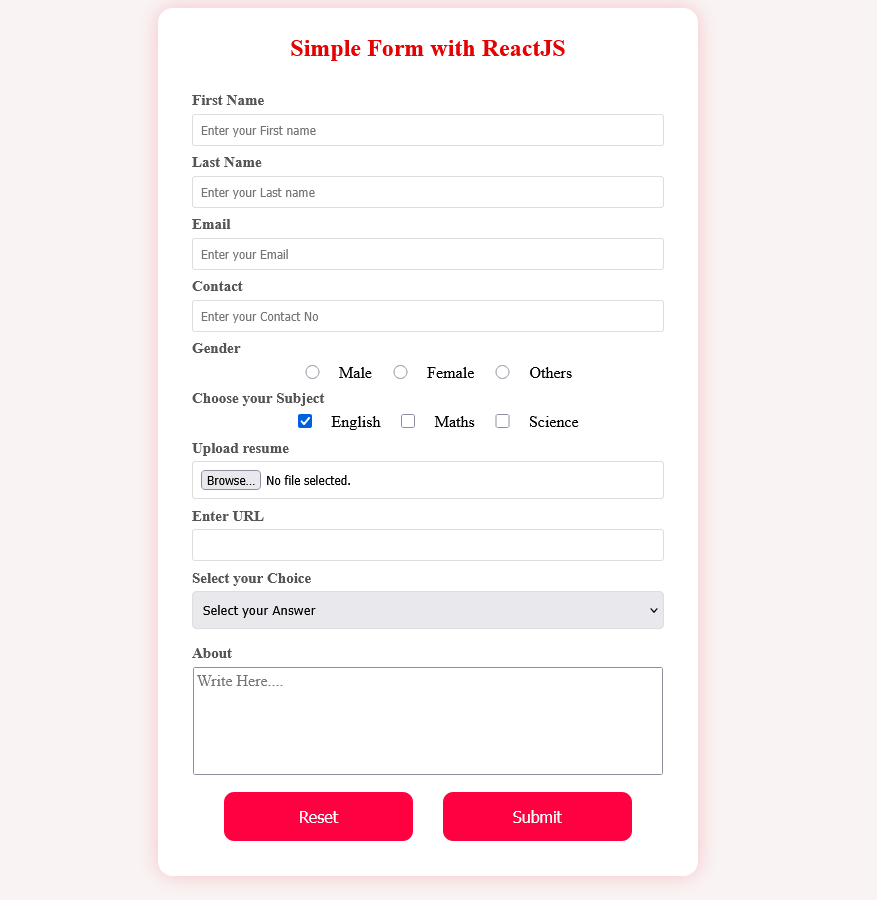 Simple Form with ReactJS
First Name
Enter your First name
Last Name
Enter your Last name
Email
Enter your Email
Contact
Enter your Contact No
Gender
Male Female Others
Choose your Subject
English Maths Science
Upload resume
Browse... No file selected.
Enter URL
Select your Choice
Select your Answer
About
Write Here....
Reset Submit